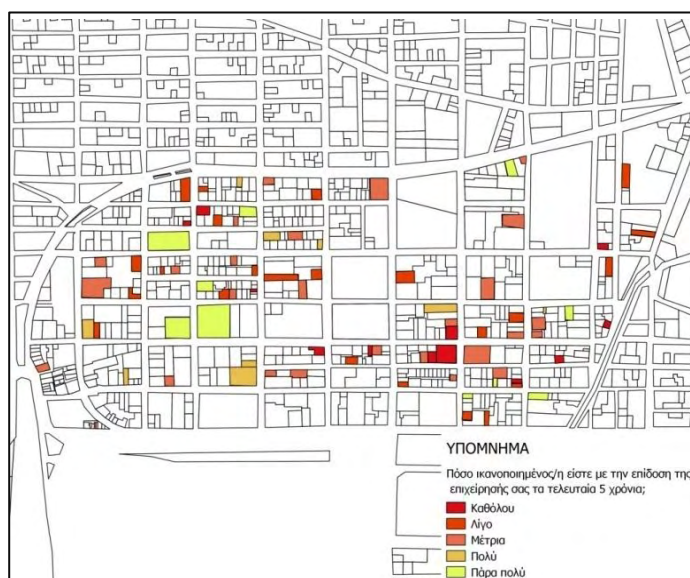 ΥΠΟΜΝΗΜΑ
Πόσο ικανοποιημένος/η είστε με την επίδοση της
επιχείρησής σας τα τελευταία 5 χρόνια;
Καθόλου
Λίγο
Μέτρια
Πολύ
Πάρα πολύ